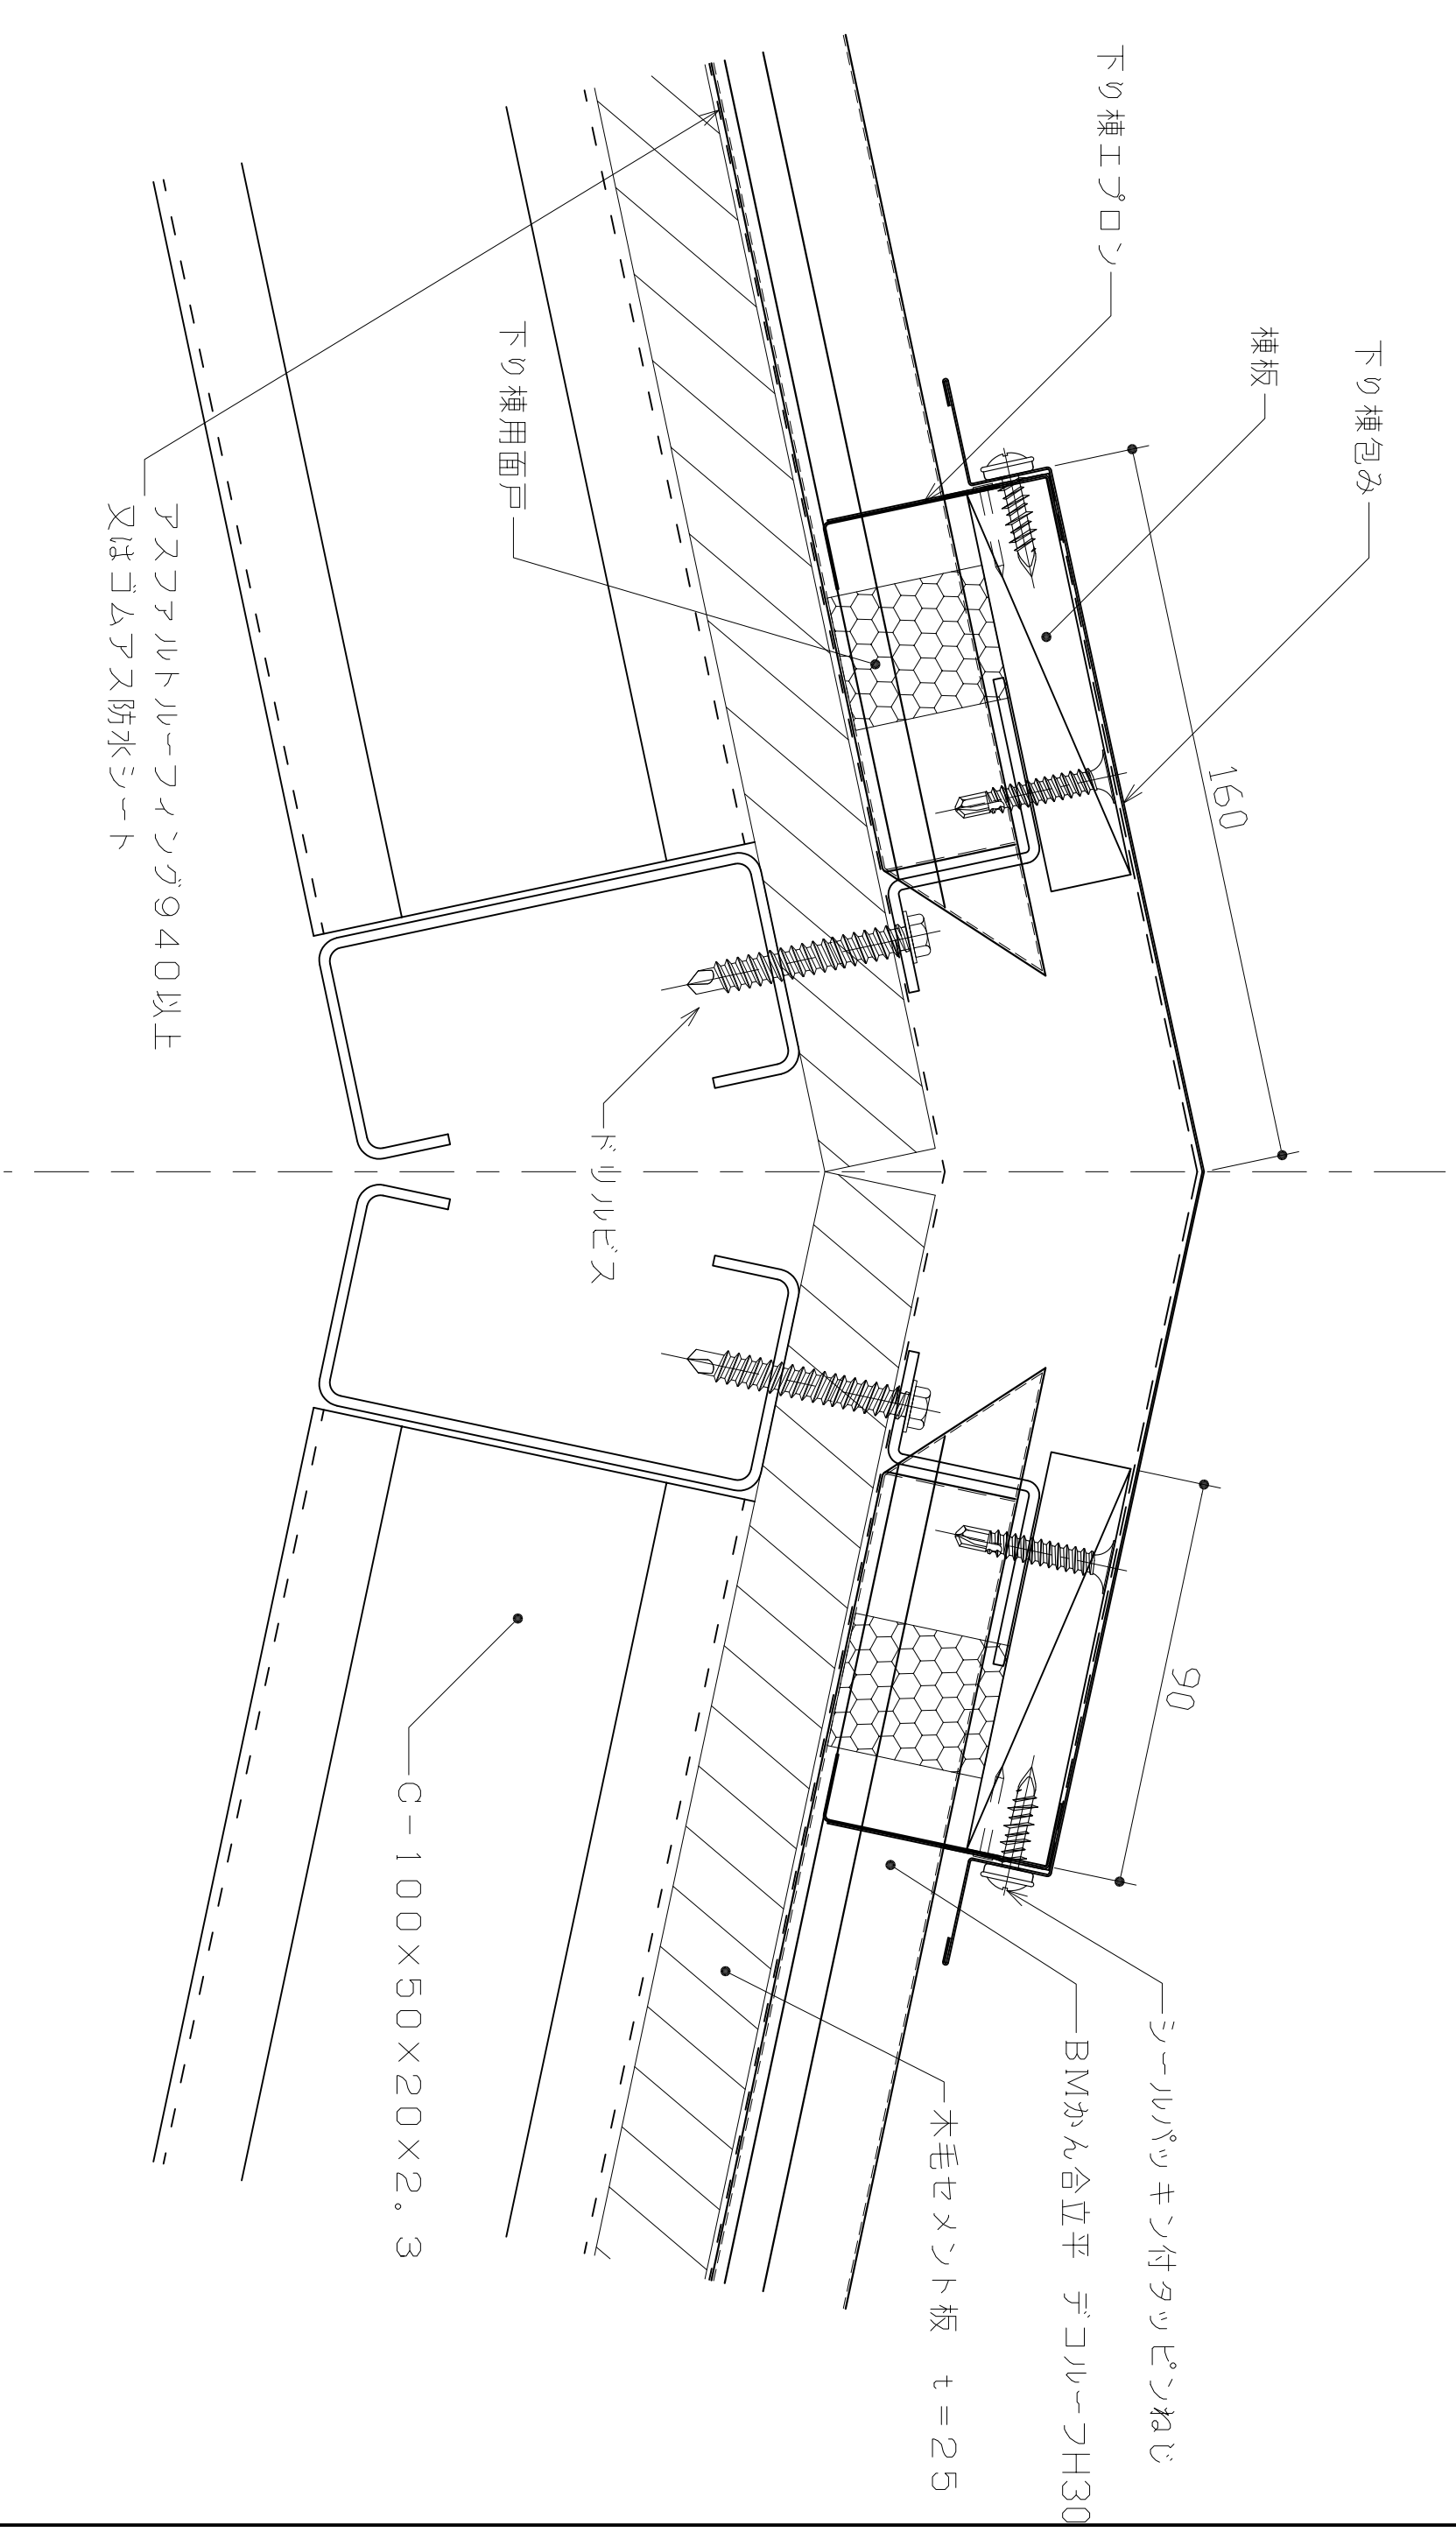 下り棟包み
棟板
下り棟エプロン
160
下り棟用面戸
アスファルトルーフィング940以上
又はゴムアス防水シート
ドリルビス
90
シールパッキン付タッピンねじ
BMかん合立平 デコルーフH30
木毛セメント板 t=25
C-100×50×20×2.3